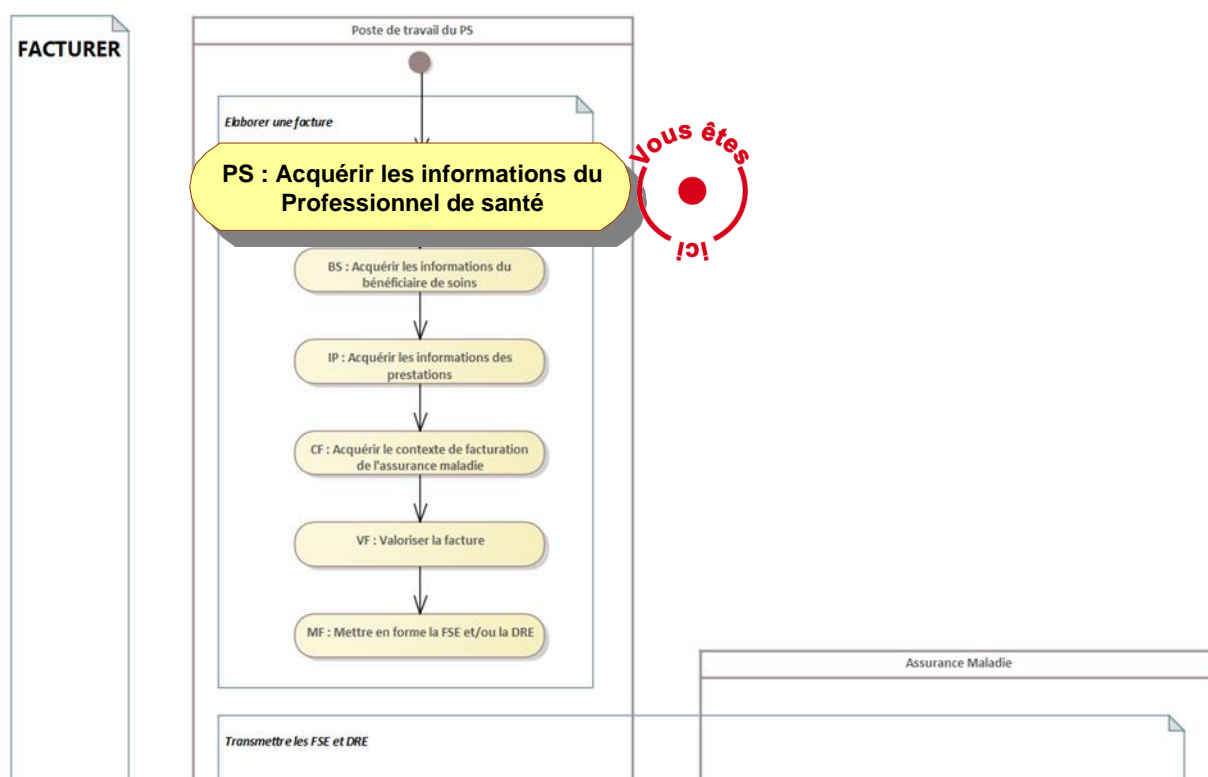 FACTURER
Poste de travail du PS
Elaborer une facture
PS : Acquérir les informations du
Professionnel de santé
Vous êtes
ici
BS : Acquérir les informations du
bénéficiaire de soins
IP : Acquérir les informations des
prestations
CF : Acquérir le contexte de facturation
de l'assurance maladie
VF : Valoriser la facture
MF : Mettre en forme la FSE et/ou la DRE
Assurance Maladie
Transmettre les FSE et DRE